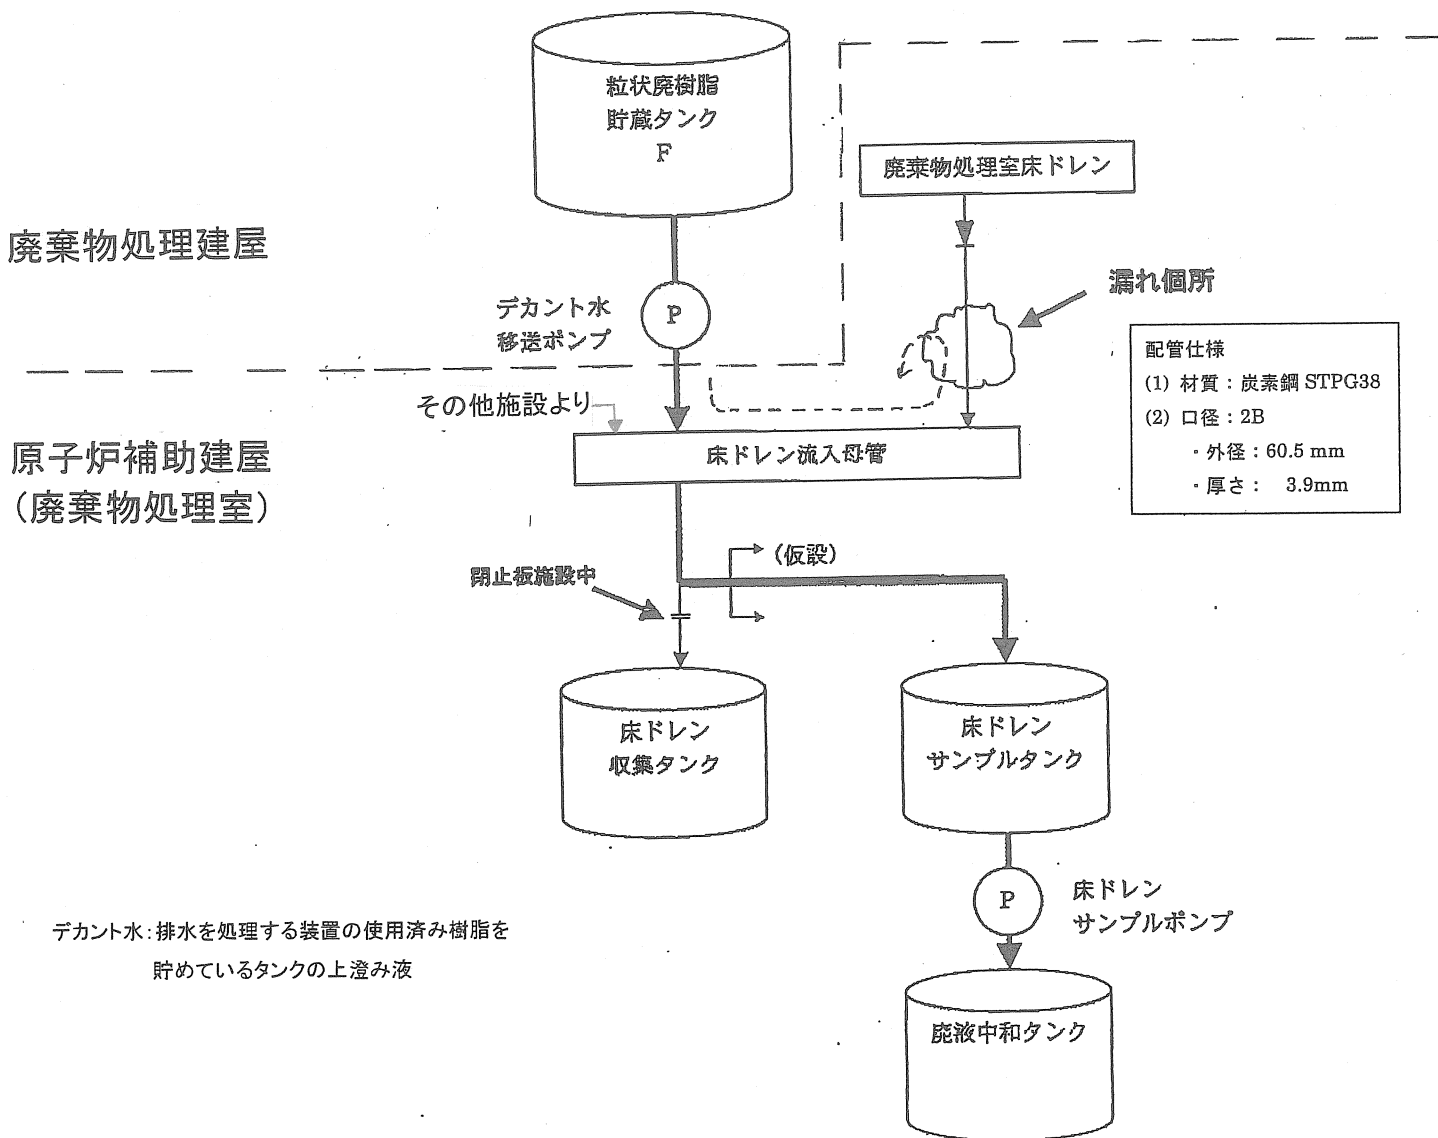 粒状廃樹脂
貯蔵タンク
F
廃棄物処理室床ドレン
廃棄物処理建屋
漏れ個所
デカント水
移送ポンプ
P
配管仕様
(1) 材質：炭素鋼 STPG38
(2) 口径：2B
・外径：60.5 mm
・厚さ： 3.9mm
その他施設より
床ドレン流入母管
原子炉補助建屋
（廃棄物処理室）
（仮設）
閉止板施設中
床ドレン
収集タンク
床ドレン
サンプルタンク
P
床ドレン
サンプルポンプ
デカント水：排水を処理する装置の使用済み樹脂を
貯めているタンクの上澄み液
廃液中和タンク